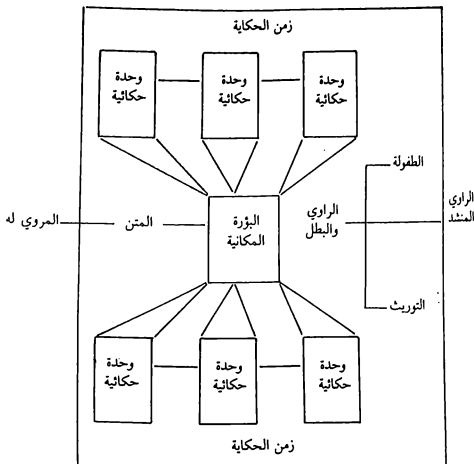 زمن الحكاية
وحدة
حكائية
وحدة
حكائية
وحدة
حكائية
الطفولة
الراوي
المنشد
الراوي
والبطل
البؤرة
المكانية
المتن
المروي له
التوريث
وحدة
حكائية
وحدة
حكائية
وحدة
حكائية
زمن الحكاية